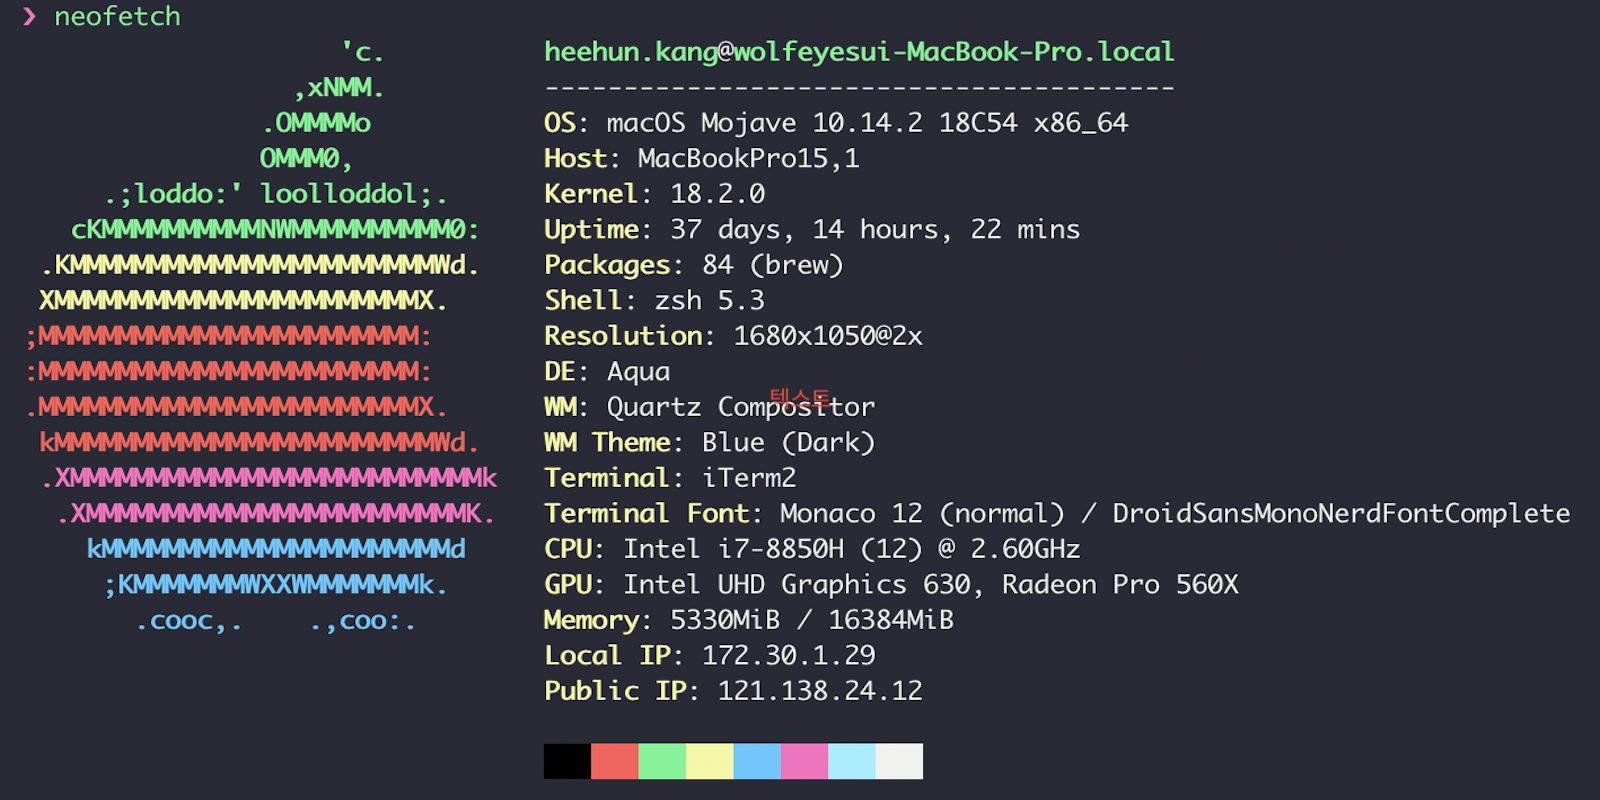 ❯ neofetch
'c.
heehun.kang@wolfeyesui-MacBook-Pro.local
,xNMM.
----------------------------------------
.OMMMMo
OS: macOS Mojave 10.14.2 18C54 x86_64
OMMM0,
Host: MacBookPro15,1
.;loddo:' loolloddol;.
Kernel: 18.2.0
cKMMMMMMMMMMNWMMMMMMMMMM0:
Uptime: 37 days, 14 hours, 22 mins
.KMMMMMMMMMMMMMMMMMMMMMMMWd.
Packages: 84 (brew)
XMMMMMMMMMMMMMMMMMMMMMMMX.
Shell: zsh 5.3
;MMMMMMMMMMMMMMMMMMMMMMMM:
Resolution: 1680x1050@2x
:MMMMMMMMMMMMMMMMMMMMMMMM:
DE: Aqua
텍스트
.MMMMMMMMMMMMMMMMMMMMMMMMX.
WM: Quartz Compositor
kMMMMMMMMMMMMMMMMMMMMMMMMWd.
WM Theme: Blue (Dark)
.XMMMMMMMMMMMMMMMMMMMMMMMMMMk
Terminal: iTerm2
.XMMMMMMMMMMMMMMMMMMMMMMMMK.
Terminal Font: Monaco 12 (normal) / DroidSansMonoNerdFontComplete
kMMMMMMMMMMMMMMMMMMMMMMd
CPU: Intel i7-8850H (12) @ 2.60GHz
;KMMMMMMMWXXWMMMMMMMk.
GPU: Intel UHD Graphics 630, Radeon Pro 560X
.cooc,.    .,coo:.
Memory: 5330MiB / 16384MiB
Local IP: 172.30.1.29
Public IP: 121.138.24.12